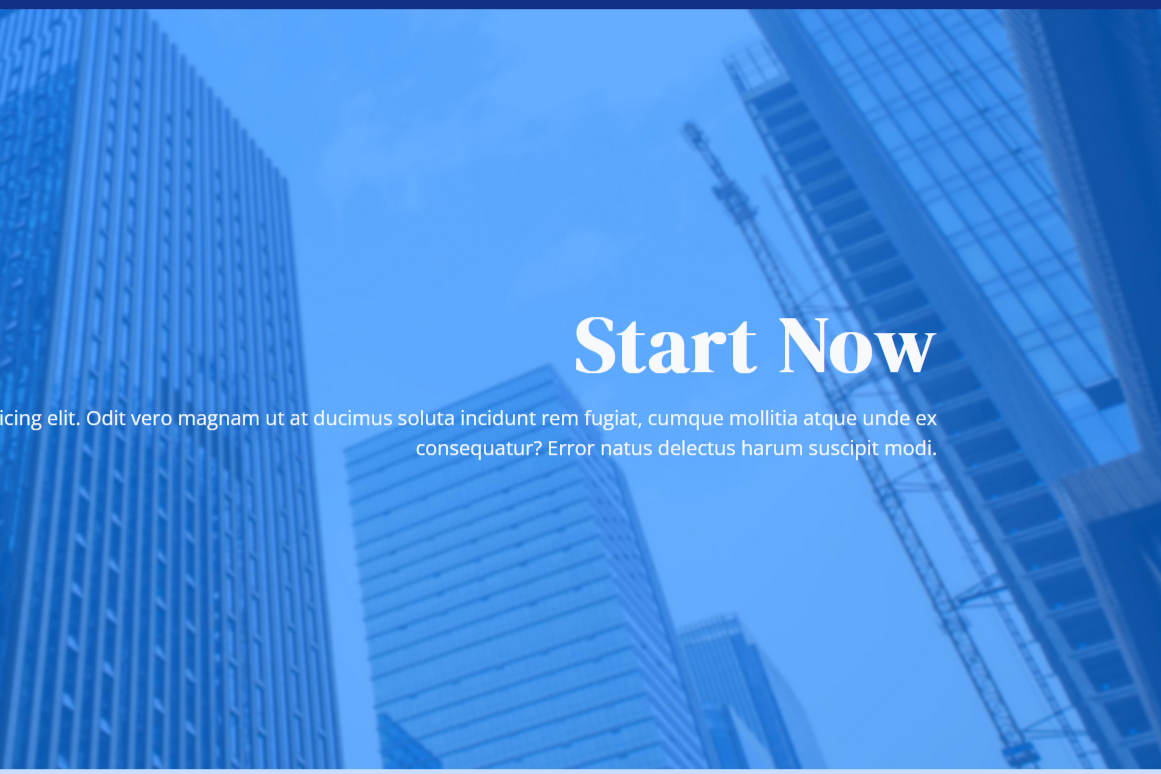 Start Now
icing elit. Odit vero magnam ut at ducimus soluta incidunt rem fugiat, cumque mollitia atque unde ex
consequatur? Error natus delectus harum suscipit modi.